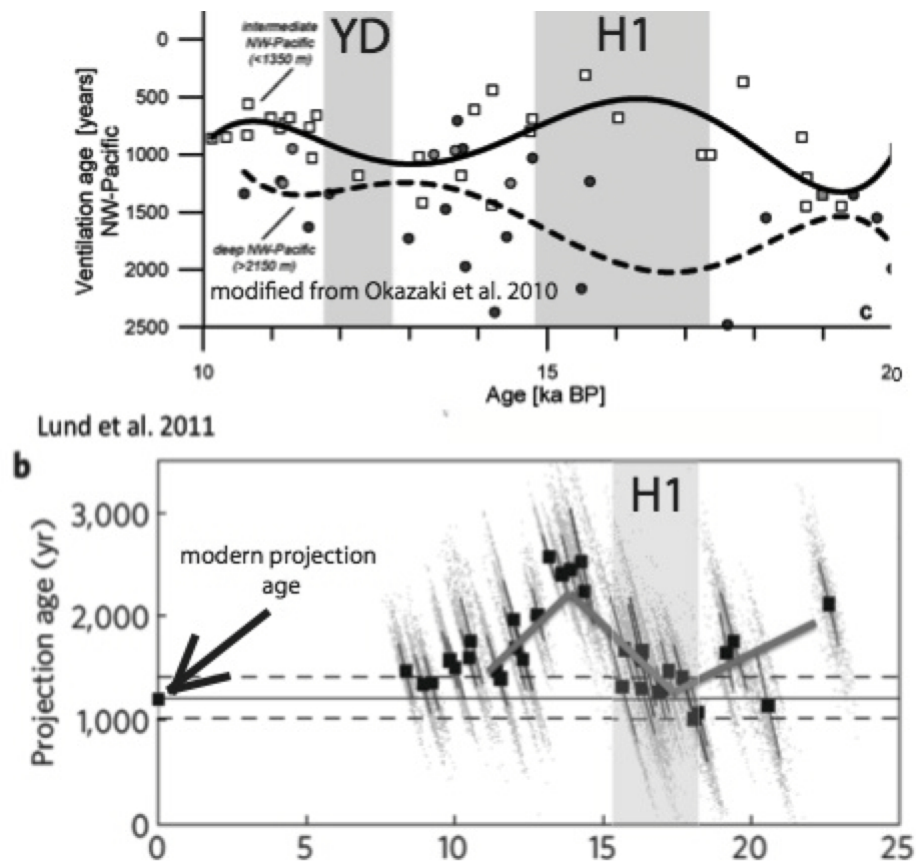 intermediate
NW-Pacific
(<1350 m)
YD
H1
0
500
1000
1500
2000
2500
Ventilation age [years]
NW-Pacific
deep NW-Pacific
(>2150 m)
modified from Okazaki et al. 2010
c
10
15
20
Age [ka BP]
Lund et al. 2011
b
H1
3,000
2,000
1,000
0
Projection age (yr)
modern projection
age
0
5
10
15
20
25